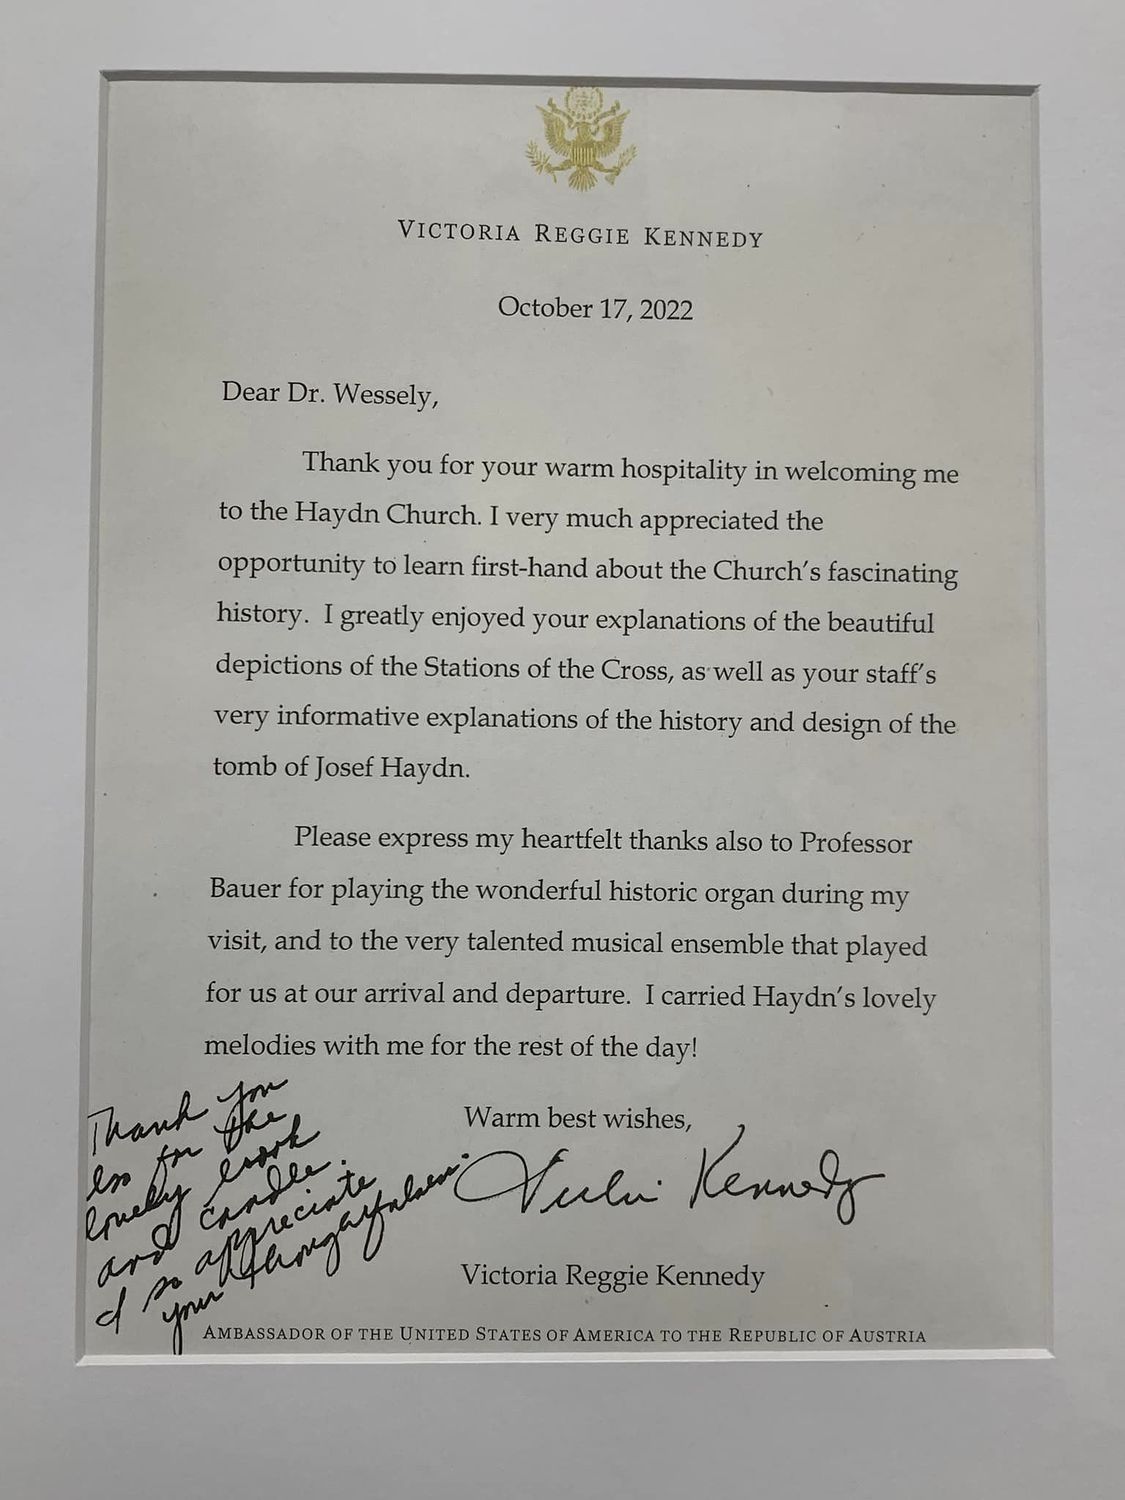 VICTORIA REGGIE KENNEDY
October 17, 2022
Dear Dr. Wessely,
Thank you for your warm hospitality in welcoming me
to the Haydn Church. I very much appreciated the
opportunity to learn first-hand about the Church's fascinating
history. I greatly enjoyed your explanations of the beautiful
depictions of the Stations of the Cross, as well as your staff's
very informative explanations of the history and design of the
tomb of Josef Haydn.
Please express my heartfelt thanks also to Professor
Bauer for playing the wonderful historic organ during my
visit, and to the very talented musical ensemble that played
for us at our arrival and departure. I carried Haydn's lovely
melodies with me for the rest of the day!
Warm best wishes,
Vicki Kennedy
Victoria Reggie Kennedy
AMBASSADOR OF THE UNITED STATES OF AMERICA TO THE REPUBLIC OF AUSTRIA
Thank you
for the
lovely book
and candle.
I so appreciate
your